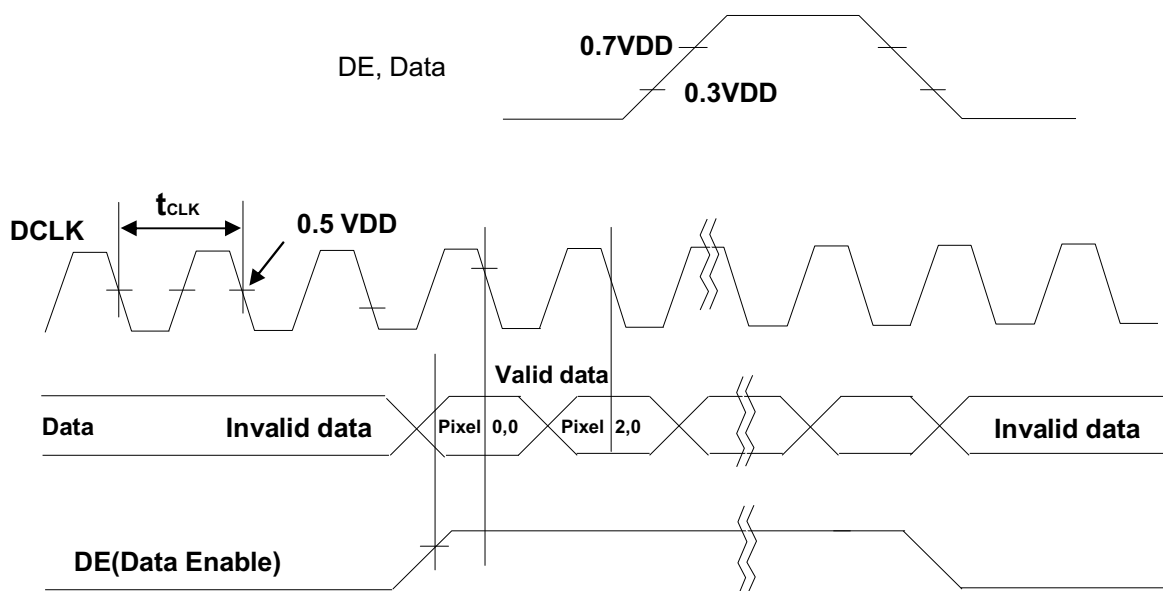 0.7VDD
DE, Data
0.3VDD
tCLK
0.5 VDD
DCLK
Valid data
Data
Invalid data
Pixel 0,0
Pixel 2,0
Invalid data
DE(Data Enable)